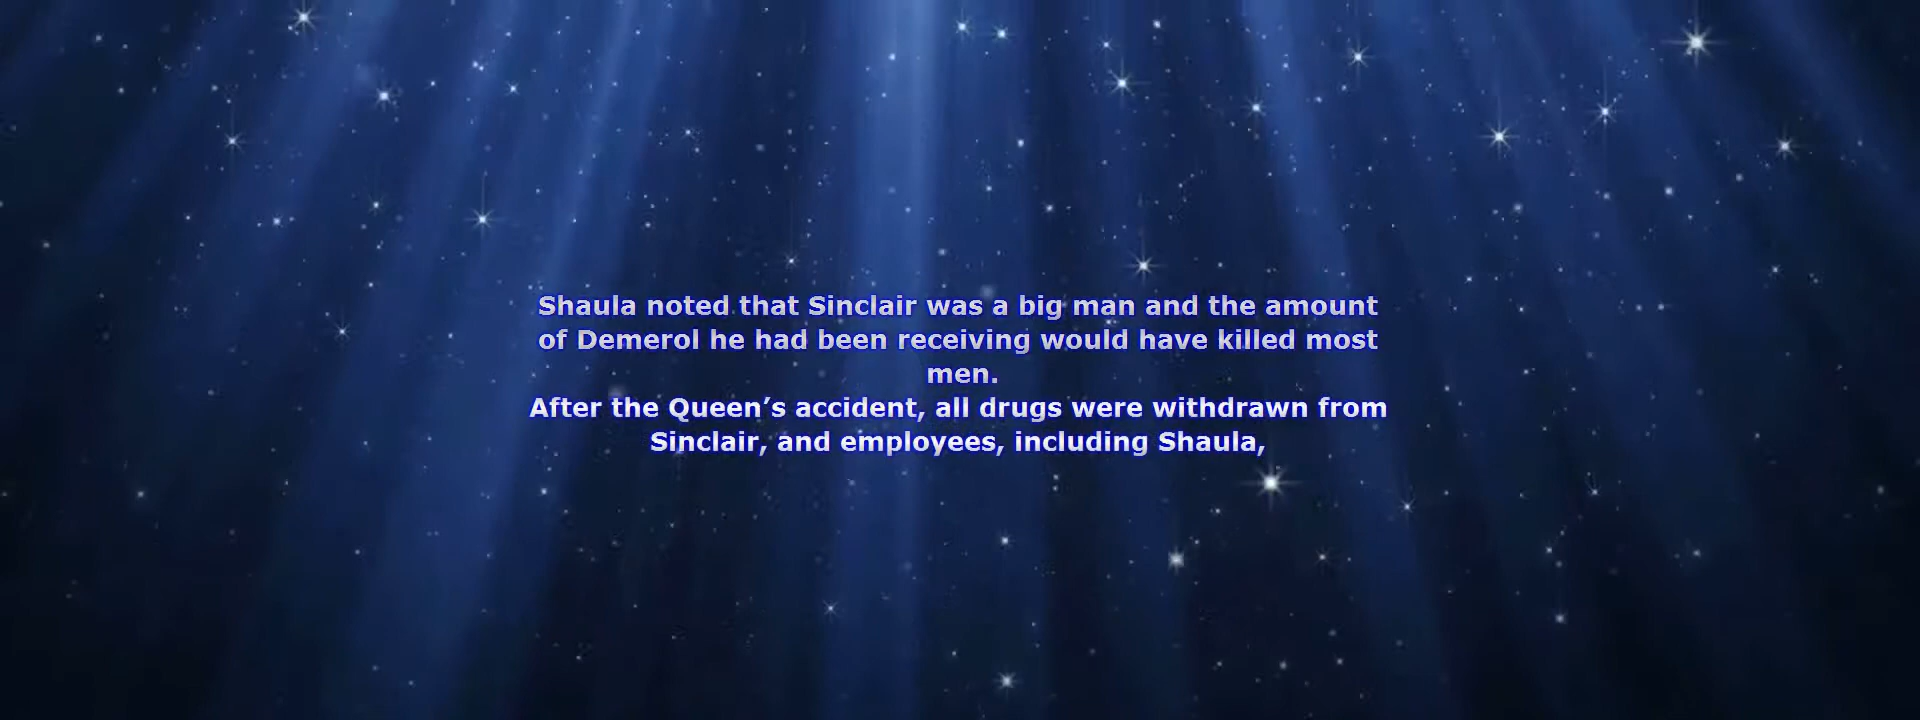 Shaula noted that Sinclair was a big man and the amount
of Demerol he had been receiving would have killed most
men.
After the Queen’s accident, all drugs were withdrawn from
Sinclair, and employees, including Shaula,